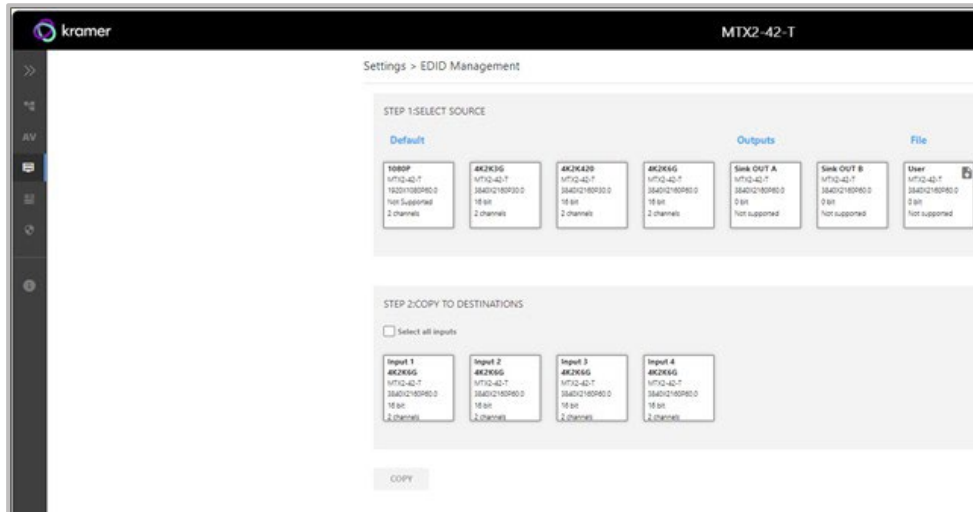 kramer
MTX2-42-T
Settings > EDID Management
AV
STEP 1:SELECT SOURCE
Default
Outputs
File
1080P
MTX2-42-T
1920X1080P60.0
Not Supported
2 channels
4K2K3G
MTX2-42-T
3840X2160P30.0
16 bit
2 channels
4K2K420
MTX2-42-T
3840X2160P60.0
16 bit
2 channels
4K2K6G
MTX2-42-T
3840X2160P60.0
16 bit
2 channels
Sink OUT A
MTX2-42-T
3840X2160P60.0
0 bit
Not supported
Sink OUT B
MTX2-42-T
3840X2160P60.0
0 bit
Not supported
User
MTX2-42-T
3840X2160P60.0
0 bit
Not supported
STEP 2:COPY TO DESTINATIONS
Select all inputs
Input 1
4K2K6G
MTX2-42-T
3840X2160P60.0
16 bit
2 channels
Input 2
4K2K6G
MTX2-42-T
3840X2160P60.0
16 bit
2 channels
Input 3
4K2K6G
MTX2-42-T
3840X2160P60.0
16 bit
2 channels
Input 4
4K2K6G
MTX2-42-T
3840X2160P60.0
16 bit
2 channels
COPY